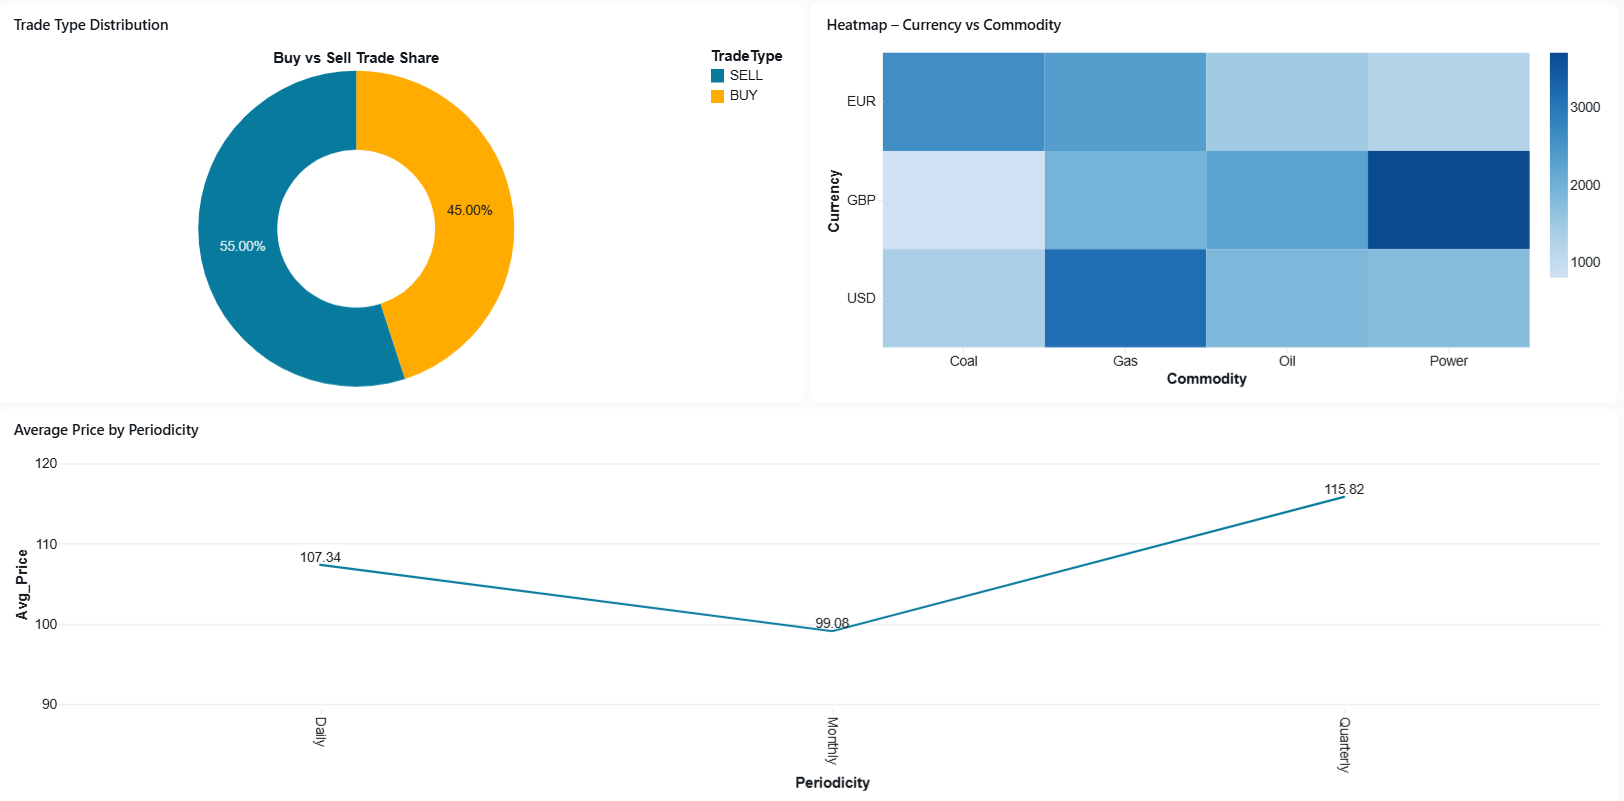 Trade Type Distribution
Buy vs Sell Trade Share
TradeType
SELL
BUY
45.00%
55.00%
Heatmap – Currency vs Commodity
Currency
EUR
GBP
USD
Coal
Gas
Oil
Power
Commodity
3000
2000
1000
Average Price by Periodicity
Avg_Price
120
110
100
90
107.34
99.08
115.82
Daily
Monthly
Quarterly
Periodicity